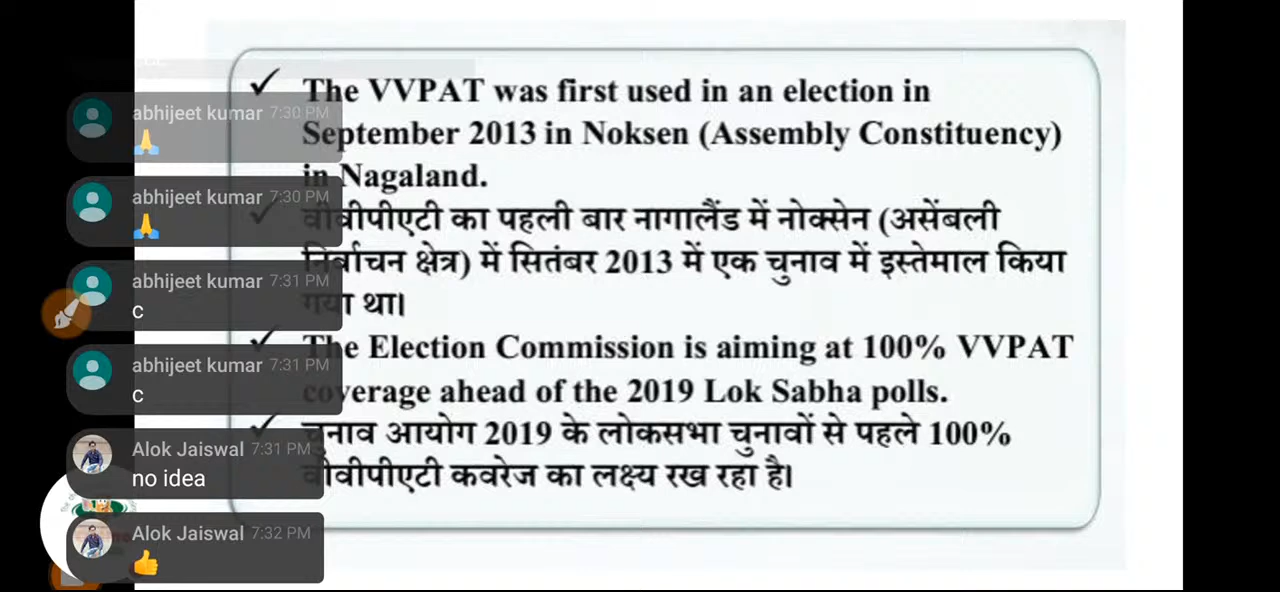 The VVPAT was first used in an election in
September 2013 in Noksen (Assembly Constituency)
in Nagaland.
वीवीपीएटी का पहली बार नागालैंड में नोक्सेन (असेंबली
निर्वाचन क्षेत्र) में सितंबर 2013 में एक चुनाव में इस्तेमाल किया
गया था।
The Election Commission is aiming at 100% VVPAT
coverage ahead of the 2019 Lok Sabha polls.
चुनाव आयोग 2019 के लोकसभा चुनावों से पहले 100%
वीवीपीएटी कवरेज का लक्ष्य रख रहा है।
abhijeet kumar 7:30 PM
🙏
abhijeet kumar 7:30 PM
🙏
abhijeet kumar 7:31 PM
c
abhijeet kumar 7:31 PM
c
Alok Jaiswal 7:31 PM
no idea
Alok Jaiswal 7:32 PM
👍